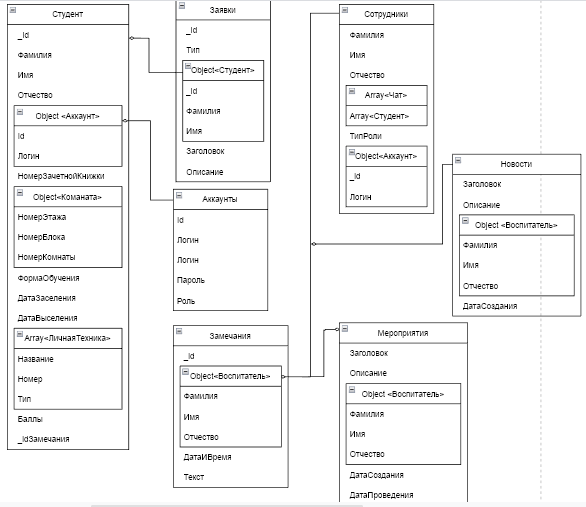 Студент
_id
Фамилия
Имя
Отчество
Object «Аккаунт»
Id
Логин
НомерЗачетнойКнижки
Object«Команата»
НомерЭтажа
НомерБлока
НомерКомнаты
ФормаОбучения
ДатаЗаселения
ДатаВыселения
Array«ЛичнаяТехника»
Название
Номер
Тип
Баллы
_idЗамечания
Заявки
_id
Тип
Object«Студент»
_id
Фамилия
Имя
Заголовок
Описание
Аккаунты
Id
Логин
Логин
Пароль
Роль
Замечания
_id
Object«Воспитатель»
Фамилия
Имя
Отчество
ДатаИВремя
Текст
Сотрудники
Фамилия
Имя
Отчество
Array«Чат»
Array«Студент»
ТипРоли
Object«Аккаунт»
_id
Логин
Мероприятия
Заголовок
Описание
Object «Воспитатель»
Фамилия
Имя
Отчество
ДатаСоздания
ДатаПроведения
Новости
Заголовок
Описание
Object «Воспитатель»
Фамилия
Имя
Отчество
ДатаСоздания